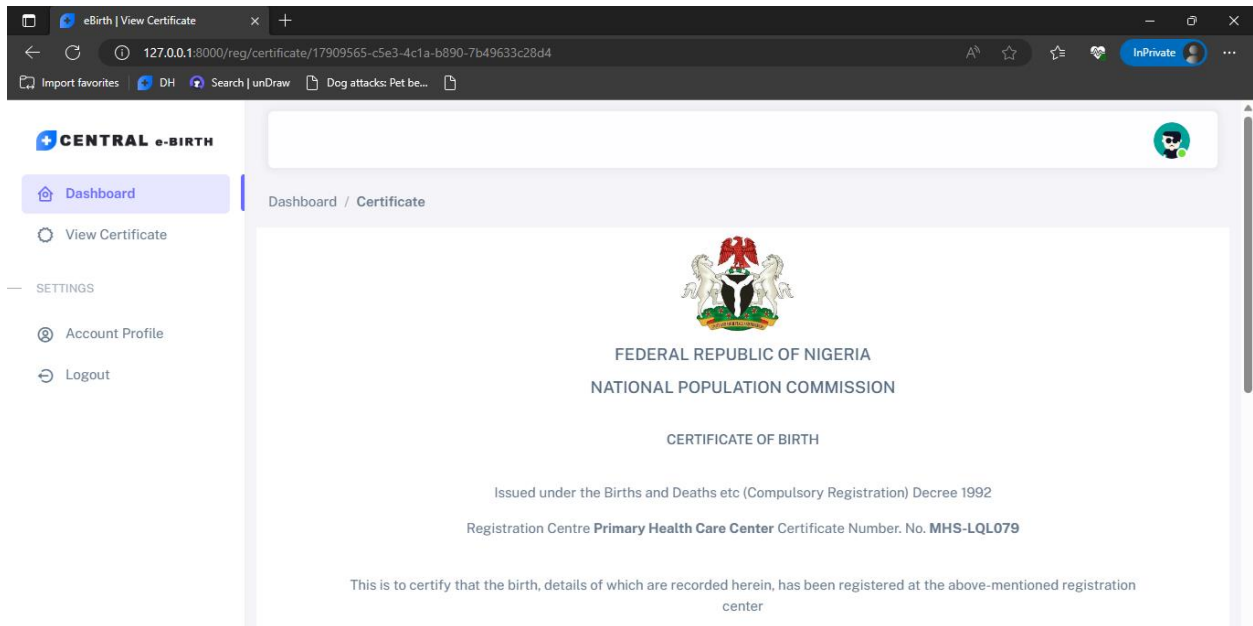 eBirth | View Certificate
127.0.0.1:8000/reg/certificate/17909565-c5e3-4c1a-b890-7b49633c28d4
InPrivate
Import favorites
DH
Search | unDraw
Dog attacks: Pet be...
CENTRAL e-BIRTH
Dashboard
View Certificate
SETTINGS
Account Profile
Logout
Dashboard / Certificate
FEDERAL REPUBLIC OF NIGERIA
NATIONAL POPULATION COMMISSION
CERTIFICATE OF BIRTH
Issued under the Births and Deaths etc (Compulsory Registration) Decree 1992
Registration Centre Primary Health Care Center Certificate Number. No. MHS-LQL079
This is to certify that the birth, details of which are recorded herein, has been registered at the above-mentioned registration
center